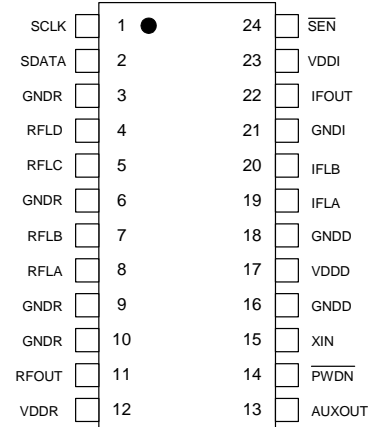 SCLK 1 24 SEN
SDATA 2 23 VDDI
GNDR 3 22 IFOUT
RFLD 4 21 GNDI
RFLC 5 20 IFLB
GNDR 6 19 IFLA
RFLB 7 18 GNDD
RFLA 8 17 VDDD
GNDR 9 16 GNDD
GNDR 10 15 XIN
RFOUT 11 14 PWDN
VDDR 12 13 AUXOUT